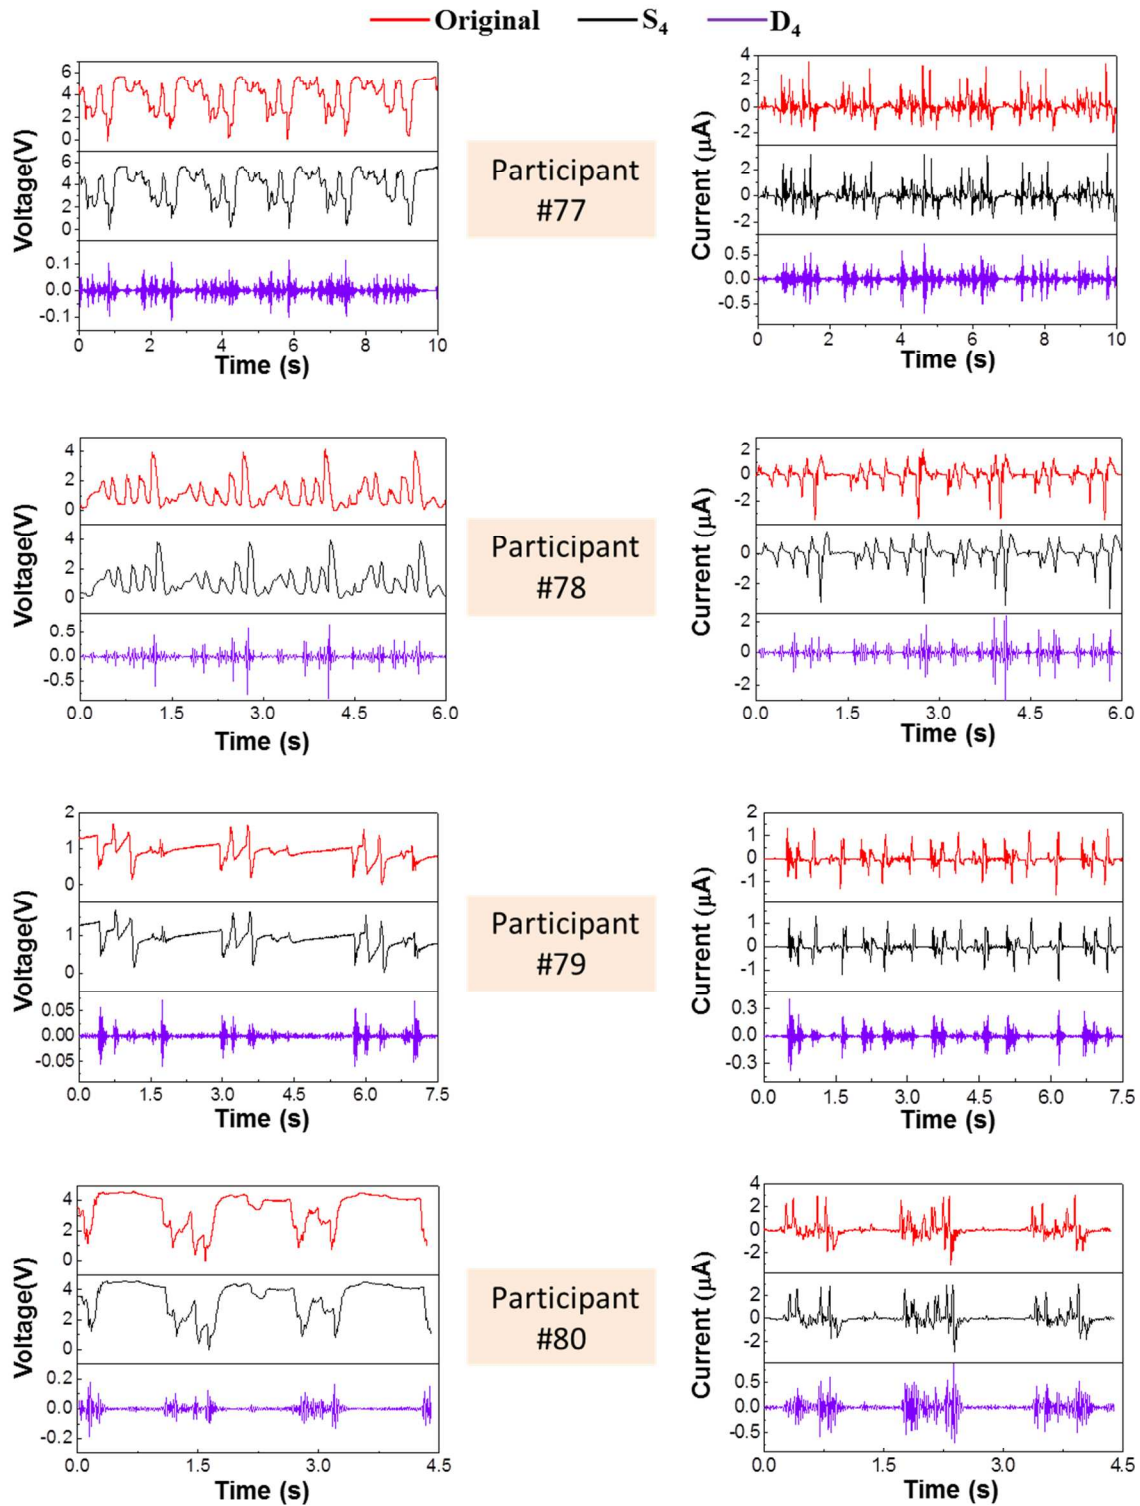 Original S₄ D₄
Voltage(V)
6
4
2
0
6
4
2
0
0.1
0.0
-0.1
0 2 4 6 8 10
Time (s)
Participant
#77
Current (μA)
4
2
0
-2
2
0
-2
0.5
0.0
-0.5
0 2 4 6 8 10
Time (s)
Voltage(V)
4
2
0
4
2
0
0.5
0.0
-0.5
0.0 1.5 3.0 4.5 6.0
Time (s)
Participant
#78
Current (μA)
2
0
-2
0
-2
2
0
-2
0.0 1.5 3.0 4.5 6.0
Time (s)
Voltage(V)
2
1
0
1
0
0.05
0.00
-0.05
0.0 1.5 3.0 4.5 6.0 7.5
Time (s)
Participant
#79
Current (μA)
2
1
0
-1
1
0
-1
0.3
0.0
-0.3
0.0 1.5 3.0 4.5 6.0 7.5
Time (s)
Voltage(V)
4
2
0
4
2
0
0.2
0.0
-0.2
0.0 1.5 3.0 4.5
Time (s)
Participant
#80
Current (μA)
4
2
0
-2
2
0
-2
0.5
0.0
-0.5
0.0 1.5 3.0 4.5
Time (s)